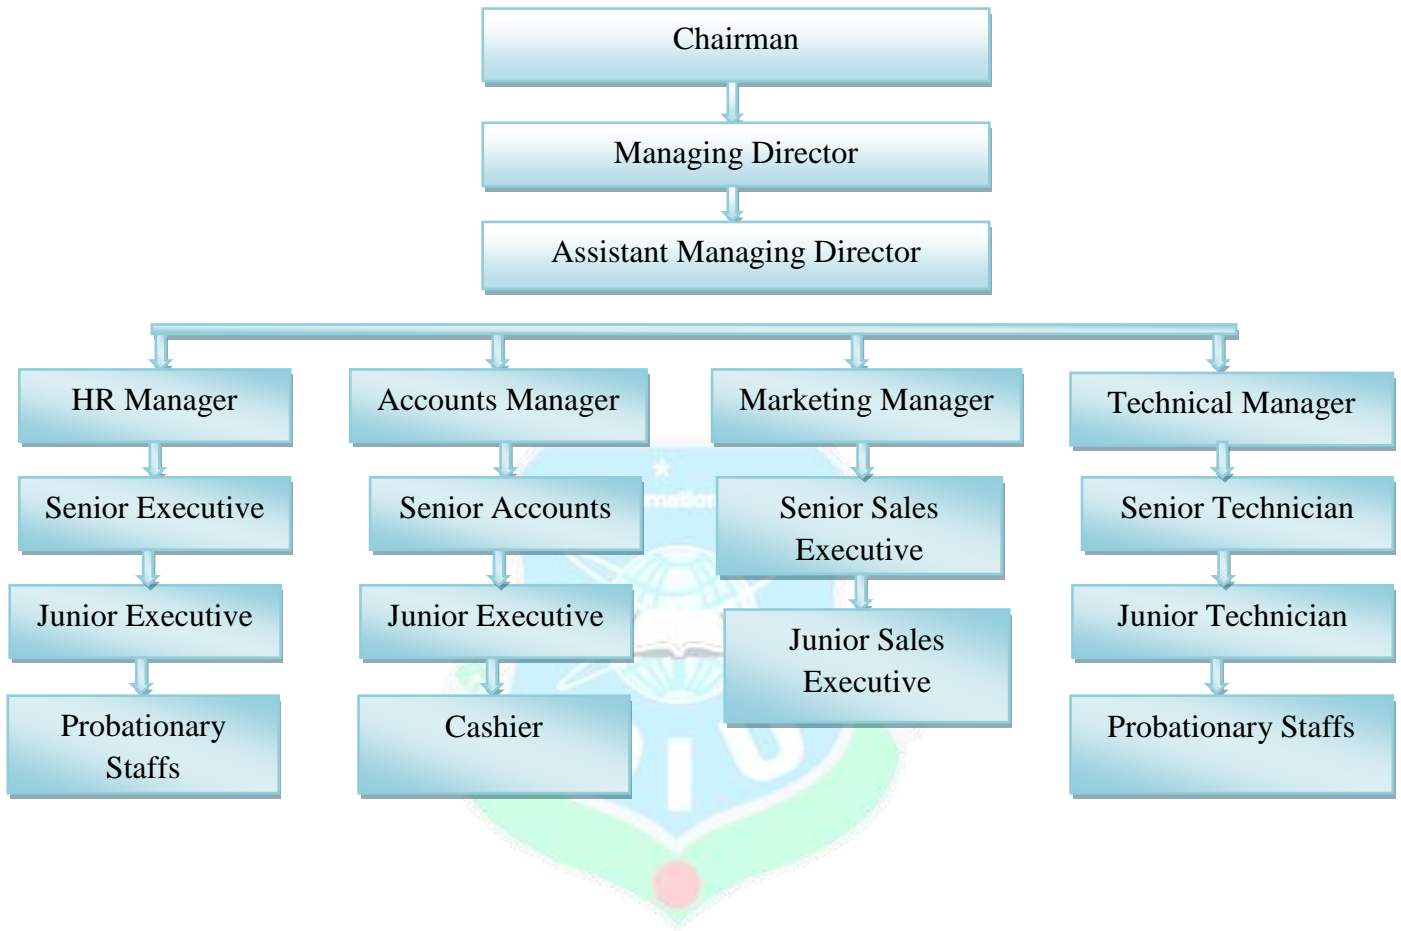 Chairman
Managing Director
Assistant Managing Director
HR Manager
Accounts Manager
Marketing Manager
Technical Manager
Senior Executive
Senior Accounts
Senior Sales
Executive
Senior Technician
Junior Executive
Junior Executive
Junior Sales
Executive
Junior Technician
Probationary
Staffs
Cashier
Probationary Staffs